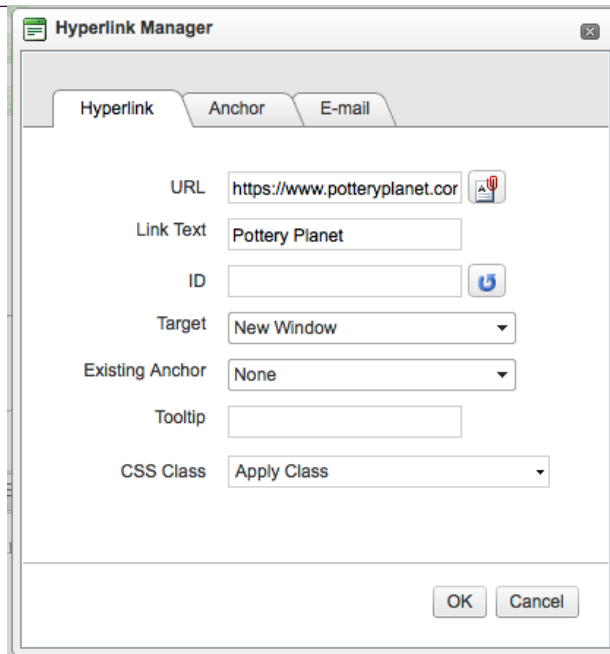 Hyperlink Manager
Hyperlink Anchor E-mail
URL https://www.potteryplanet.cor
Link Text Pottery Planet
ID
Target New Window
Existing Anchor None
Tooltip
CSS Class Apply Class
OK Cancel